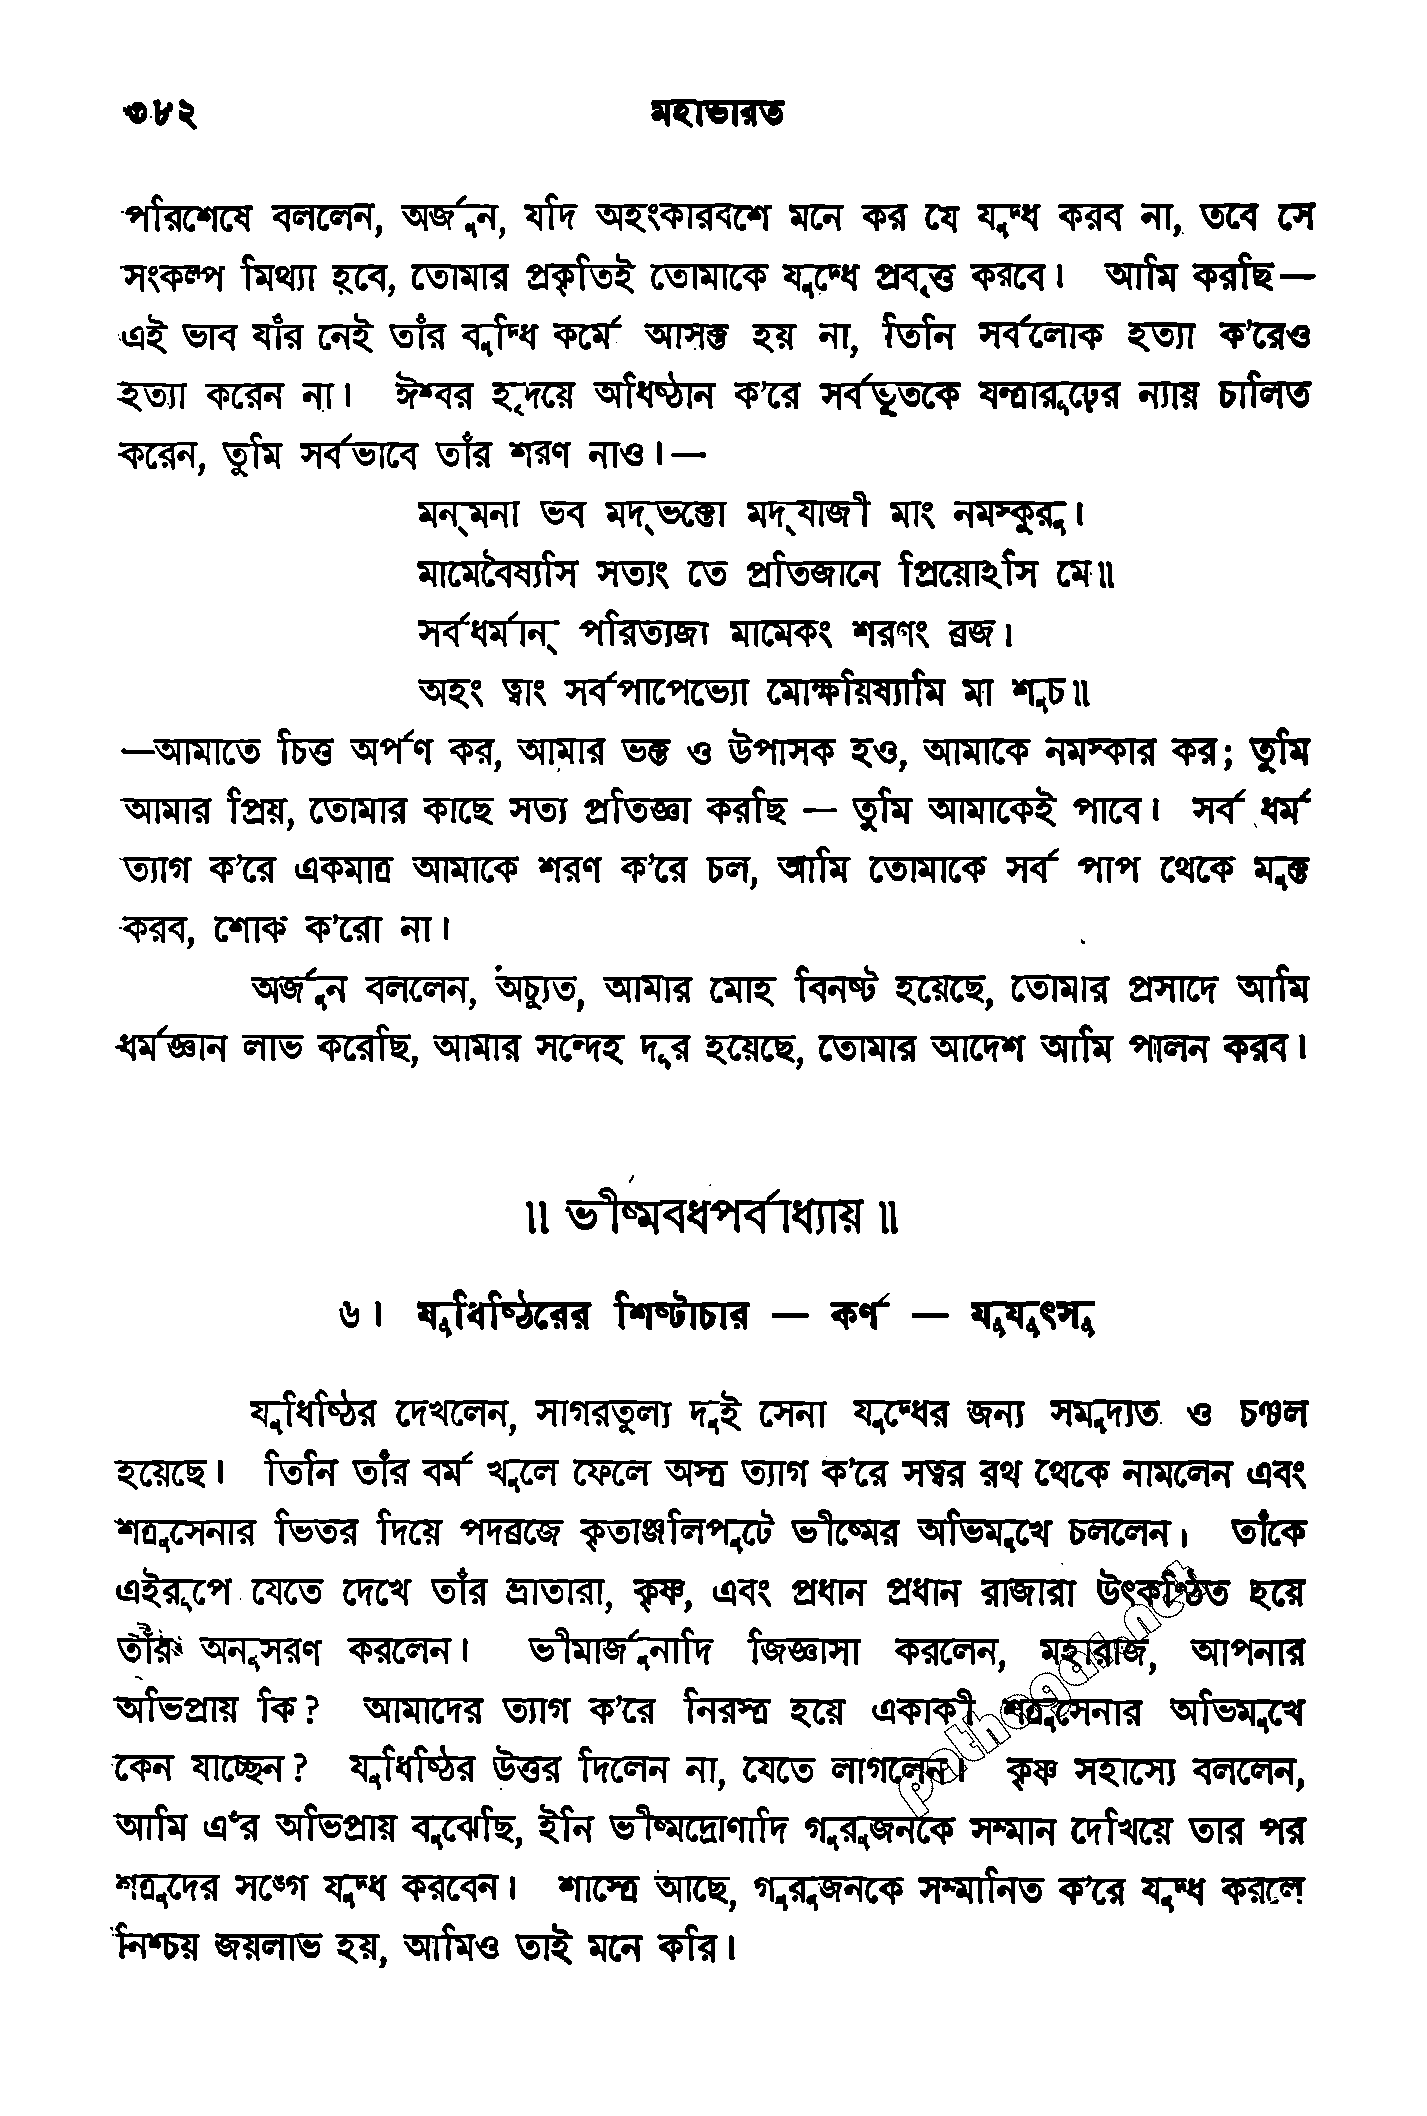 ৩৮২ মহাভারত
পরিশেষে বললেন, অর্জুন, যদি অহংকারবশে মনে কর যে যুদ্ধ করব না, তবে সে
সংকল্প মিথ্যা হবে, তোমার প্রকৃতিই তোমাকে যুদ্ধে প্রবৃত্ত করবে। আমি করছি—
এই ভাব যাঁর নেই তাঁর বুদ্ধি কর্মে আসক্ত হয় না, তিনি সর্বলোক হত্যা ক'রেও
হত্যা করেন না। ঈশ্বর হৃদয়ে অধিষ্ঠান ক'রে সর্বভূতকে যন্ত্রারূঢ়ের ন্যায় চালিত
করেন, তুমি সর্বভাবে তাঁর শরণ নাও।—
মন্‌মনা ভব মদ্‌ভক্তো মদ্‌যাজী মাং নমস্কুরু।
মামেবৈষ্যসি সত্যং তে প্রতিজানে প্রিয়োঽসি মে॥
সর্বধর্মান্ পরিত্যজ্য মামেকং শরণং ব্রজ।
অহং ত্বাং সর্বপাপেভ্যো মোক্ষয়িষ্যামি মা শুচ॥
—আমাতে চিত্ত অর্পণ কর, আমার ভক্ত ও উপাসক হও, আমাকে নমস্কার কর; তুমি
আমার প্রিয়, তোমার কাছে সত্য প্রতিজ্ঞা করছি — তুমি আমাকেই পাবে। সর্ব ধর্ম
ত্যাগ ক'রে একমাত্র আমাকে শরণ ক'রে চল, আমি তোমাকে সর্ব পাপ থেকে মুক্ত
করব, শোক ক'রো না।
অর্জুন বললেন, অচ্যুত, আমার মোহ বিনষ্ট হয়েছে, তোমার প্রসাদে আমি
ধর্মজ্ঞান লাভ করেছি, আমার সন্দেহ দূর হয়েছে, তোমার আদেশ আমি পালন করব।
॥ ভীষ্মবধপর্বাধ্যায় ॥
৬। যুধিষ্ঠিরের শিষ্টাচার — কর্ণ — যুযুৎসু
যুধিষ্ঠির দেখলেন, সাগরতুল্য দুই সেনা যুদ্ধের জন্য সমুদ্যত ও চঞ্চল
হয়েছে। তিনি তাঁর বর্ম খুলে ফেলে অস্ত্র ত্যাগ ক'রে সত্বর রথ থেকে নামলেন এবং
শত্রুসেনার ভিতর দিয়ে পদব্রজে কৃতাঞ্জলিপুটে ভীষ্মের অভিমুখে চললেন। তাঁকে
এইরূপে যেতে দেখে তাঁর ভ্রাতারা, কৃষ্ণ, এবং প্রধান প্রধান রাজারা উৎকণ্ঠিত হয়ে
তাঁর অনুসরণ করলেন। ভীমার্জুনাদি জিজ্ঞাসা করলেন, মহারাজ, আপনার
অভিপ্রায় কি? আমাদের ত্যাগ ক'রে নিরস্ত্র হয়ে একাকী শত্রুসেনার অভিমুখে
কেন যাচ্ছেন? যুধিষ্ঠির উত্তর দিলেন না, যেতে লাগলেন। কৃষ্ণ সহাস্যে বললেন,
আমি এঁর অভিপ্রায় বুঝেছি, ইনি ভীষ্মদ্রোণাদি গুরুজনকে সম্মান দেখিয়ে তার পর
শত্রুদের সঙ্গে যুদ্ধ করবেন। শাস্ত্রে আছে, গুরুজনকে সম্মানিত ক'রে যুদ্ধ করলে
নিশ্চয় জয়লাভ হয়, আমিও তাই মনে করি।
pathagar.net